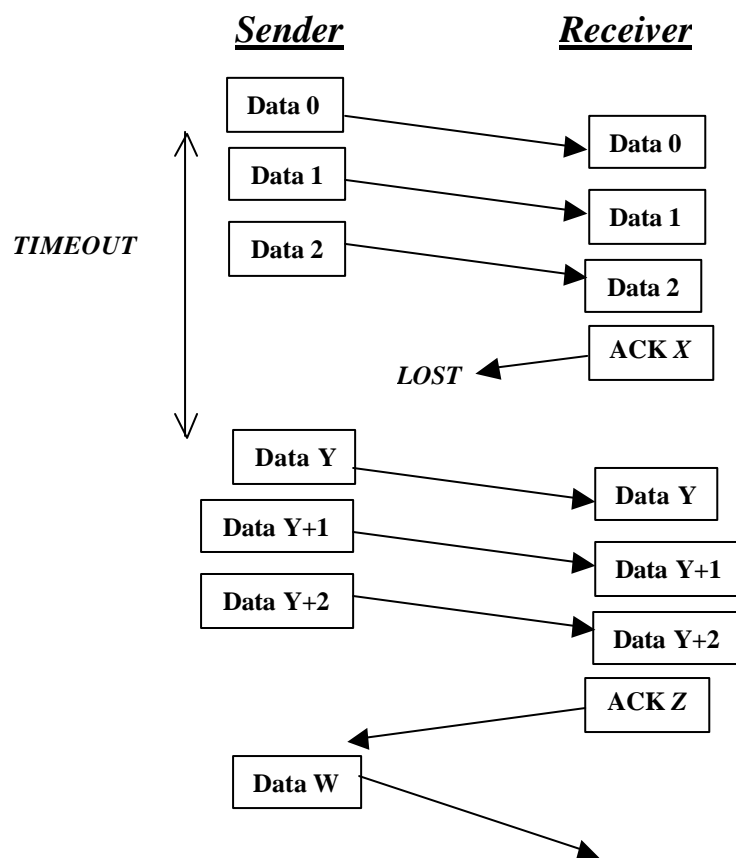 Sender
Receiver
Data 0
Data 0
Data 1
Data 1
TIMEOUT
Data 2
Data 2
ACK X
LOST
Data Y
Data Y
Data Y+1
Data Y+1
Data Y+2
Data Y+2
ACK Z
Data W